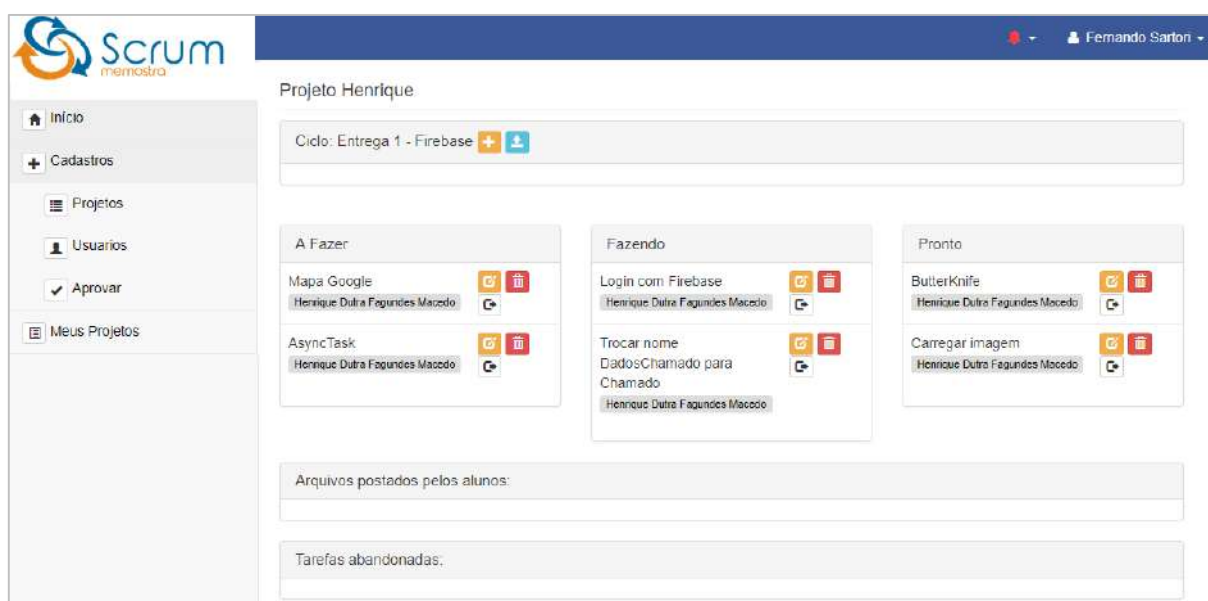 Scrum
memostra
Fernando Sartori
Início
Cadastros
Projetos
Usuarios
Aprovar
Meus Projetos
Projeto Henrique
Ciclo: Entrega 1 - Firebase
A Fazer
Mapa Google
Henrique Dutra Fagundes Macedo
AsyncTask
Henrique Dutra Fagundes Macedo
Fazendo
Login com Firebase
Henrique Dutra Fagundes Macedo
Trocar nome
DadosChamado para
Chamado
Henrique Dutra Fagundes Macedo
Pronto
ButterKnife
Henrique Dutra Fagundes Macedo
Carregar imagem
Henrique Dutra Fagundes Macedo
Arquivos postados pelos alunos:
Tarefas abandonadas: